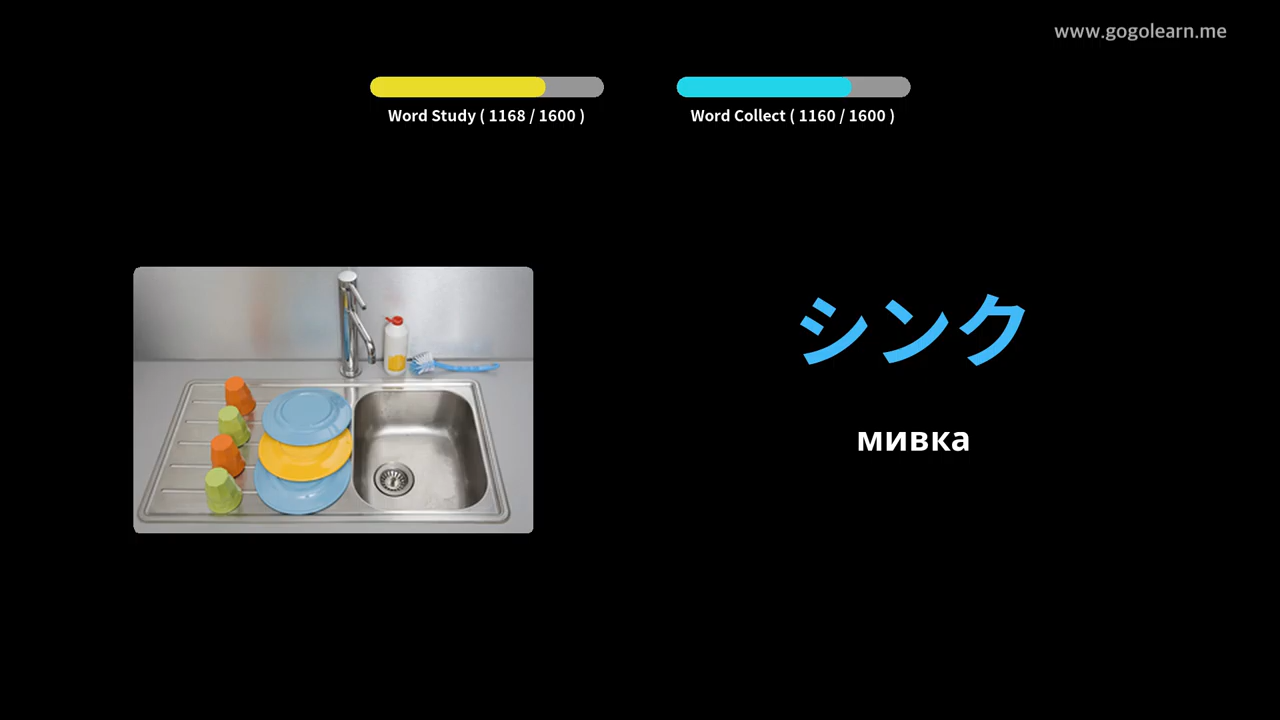 www.gogolearn.me
Word Study ( 1168 / 1600 )
Word Collect ( 1160 / 1600 )
シンク
мивка